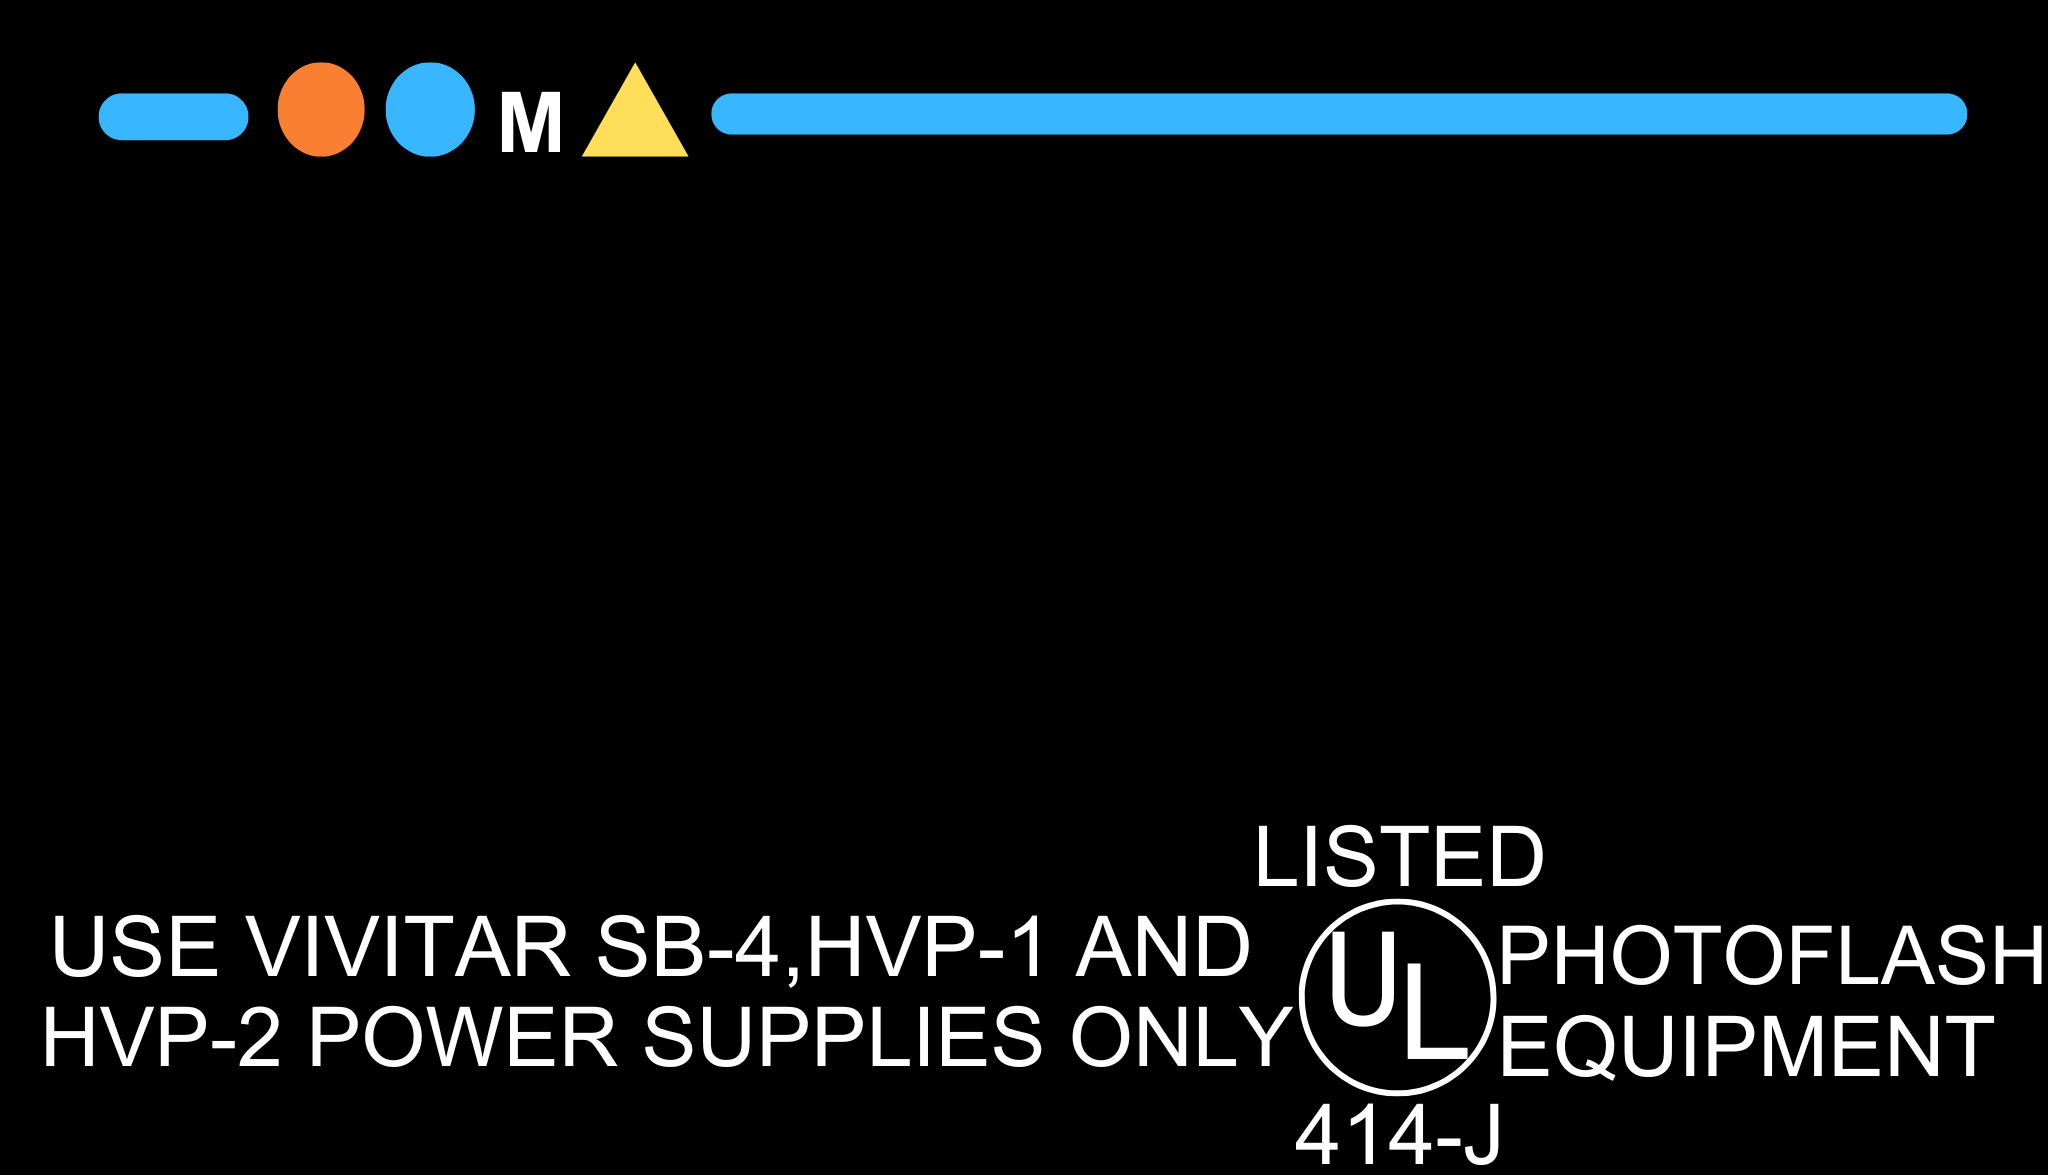 M
LISTED
USE VIVITAR SB-4,HVP-1 AND
HVP-2 POWER SUPPLIES ONLY
UL
PHOTOFLASH
EQUIPMENT
414-J